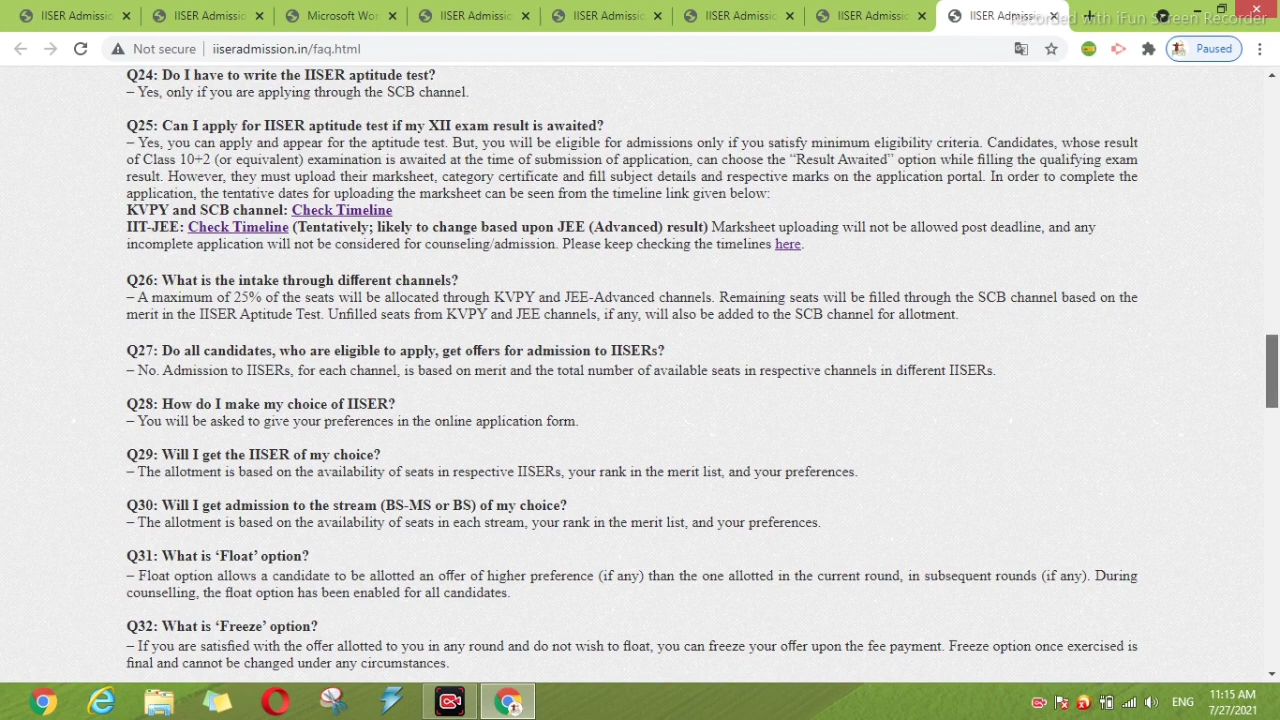 IISER Admissio
IISER Admissio
Microsoft Wor
IISER Admissio
IISER Admissio
IISER Admissio
IISER Admissio
IISER Admissio
Recorded with iFun Screen Recorder
Not secure
iiseradmission.in/faq.html
Paused
Q24: Do I have to write the IISER aptitude test?
– Yes, only if you are applying through the SCB channel.
Q25: Can I apply for IISER aptitude test if my XII exam result is awaited?
– Yes, you can apply and appear for the aptitude test. But, you will be eligible for admissions only if you satisfy minimum eligibility criteria. Candidates, whose result
of Class 10+2 (or equivalent) examination is awaited at the time of submission of application, can choose the “Result Awaited” option while filling the qualifying exam
result. However, they must upload their marksheet, category certificate and fill subject details and respective marks on the application portal. In order to complete the
application, the tentative dates for uploading the marksheet can be seen from the timeline link given below:
KVPY and SCB channel: Check Timeline
IIT-JEE: Check Timeline (Tentatively; likely to change based upon JEE (Advanced) result) Marksheet uploading will not be allowed post deadline, and any
incomplete application will not be considered for counseling/admission. Please keep checking the timelines here.
Q26: What is the intake through different channels?
– A maximum of 25% of the seats will be allocated through KVPY and JEE-Advanced channels. Remaining seats will be filled through the SCB channel based on the
merit in the IISER Aptitude Test. Unfilled seats from KVPY and JEE channels, if any, will also be added to the SCB channel for allotment.
Q27: Do all candidates, who are eligible to apply, get offers for admission to IISERs?
– No. Admission to IISERs, for each channel, is based on merit and the total number of available seats in respective channels in different IISERs.
Q28: How do I make my choice of IISER?
– You will be asked to give your preferences in the online application form.
Q29: Will I get the IISER of my choice?
– The allotment is based on the availability of seats in respective IISERs, your rank in the merit list, and your preferences.
Q30: Will I get admission to the stream (BS-MS or BS) of my choice?
– The allotment is based on the availability of seats in each stream, your rank in the merit list, and your preferences.
Q31: What is ‘Float’ option?
– Float option allows a candidate to be allotted an offer of higher preference (if any) than the one allotted in the current round, in subsequent rounds (if any). During
counselling, the float option has been enabled for all candidates.
Q32: What is ‘Freeze’ option?
– If you are satisfied with the offer allotted to you in any round and do not wish to float, you can freeze your offer upon the fee payment. Freeze option once exercised is
final and cannot be changed under any circumstances.
ENG
11:15 AM
7/27/2021